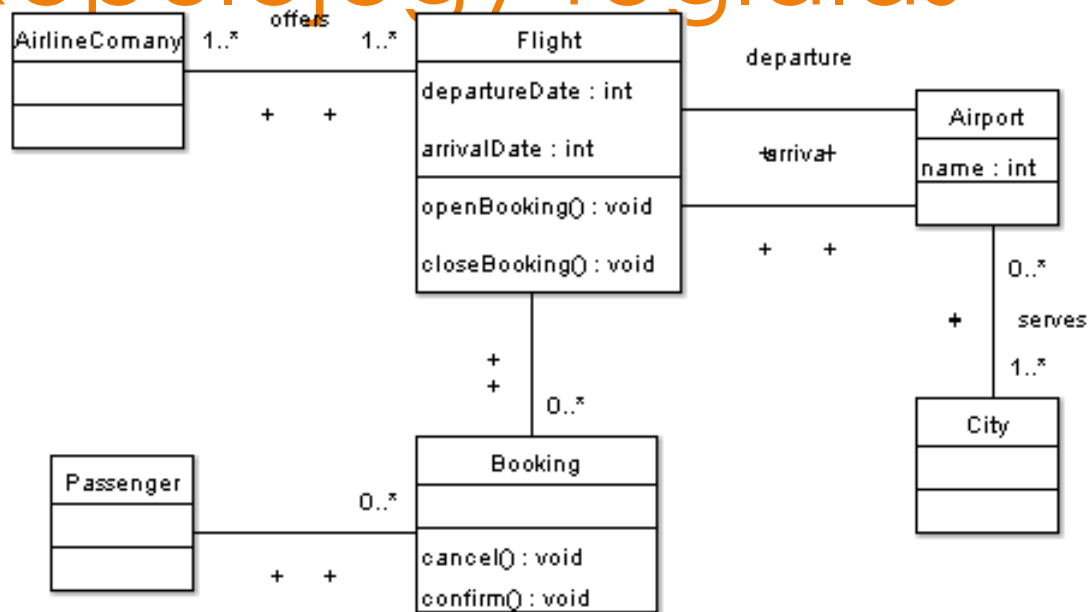 offers
AirlineComany 1..* 1..* Flight
departure
departureDate : int
Airport
+ +
arrivalDate : int
+arrival+
name : int
openBooking() : void
+ +
closeBooking() : void
0..*
+ serves
+
1..*
+
0..*
City
Booking
Passenger
0..*
cancel() : void
+ +
confirm() : void